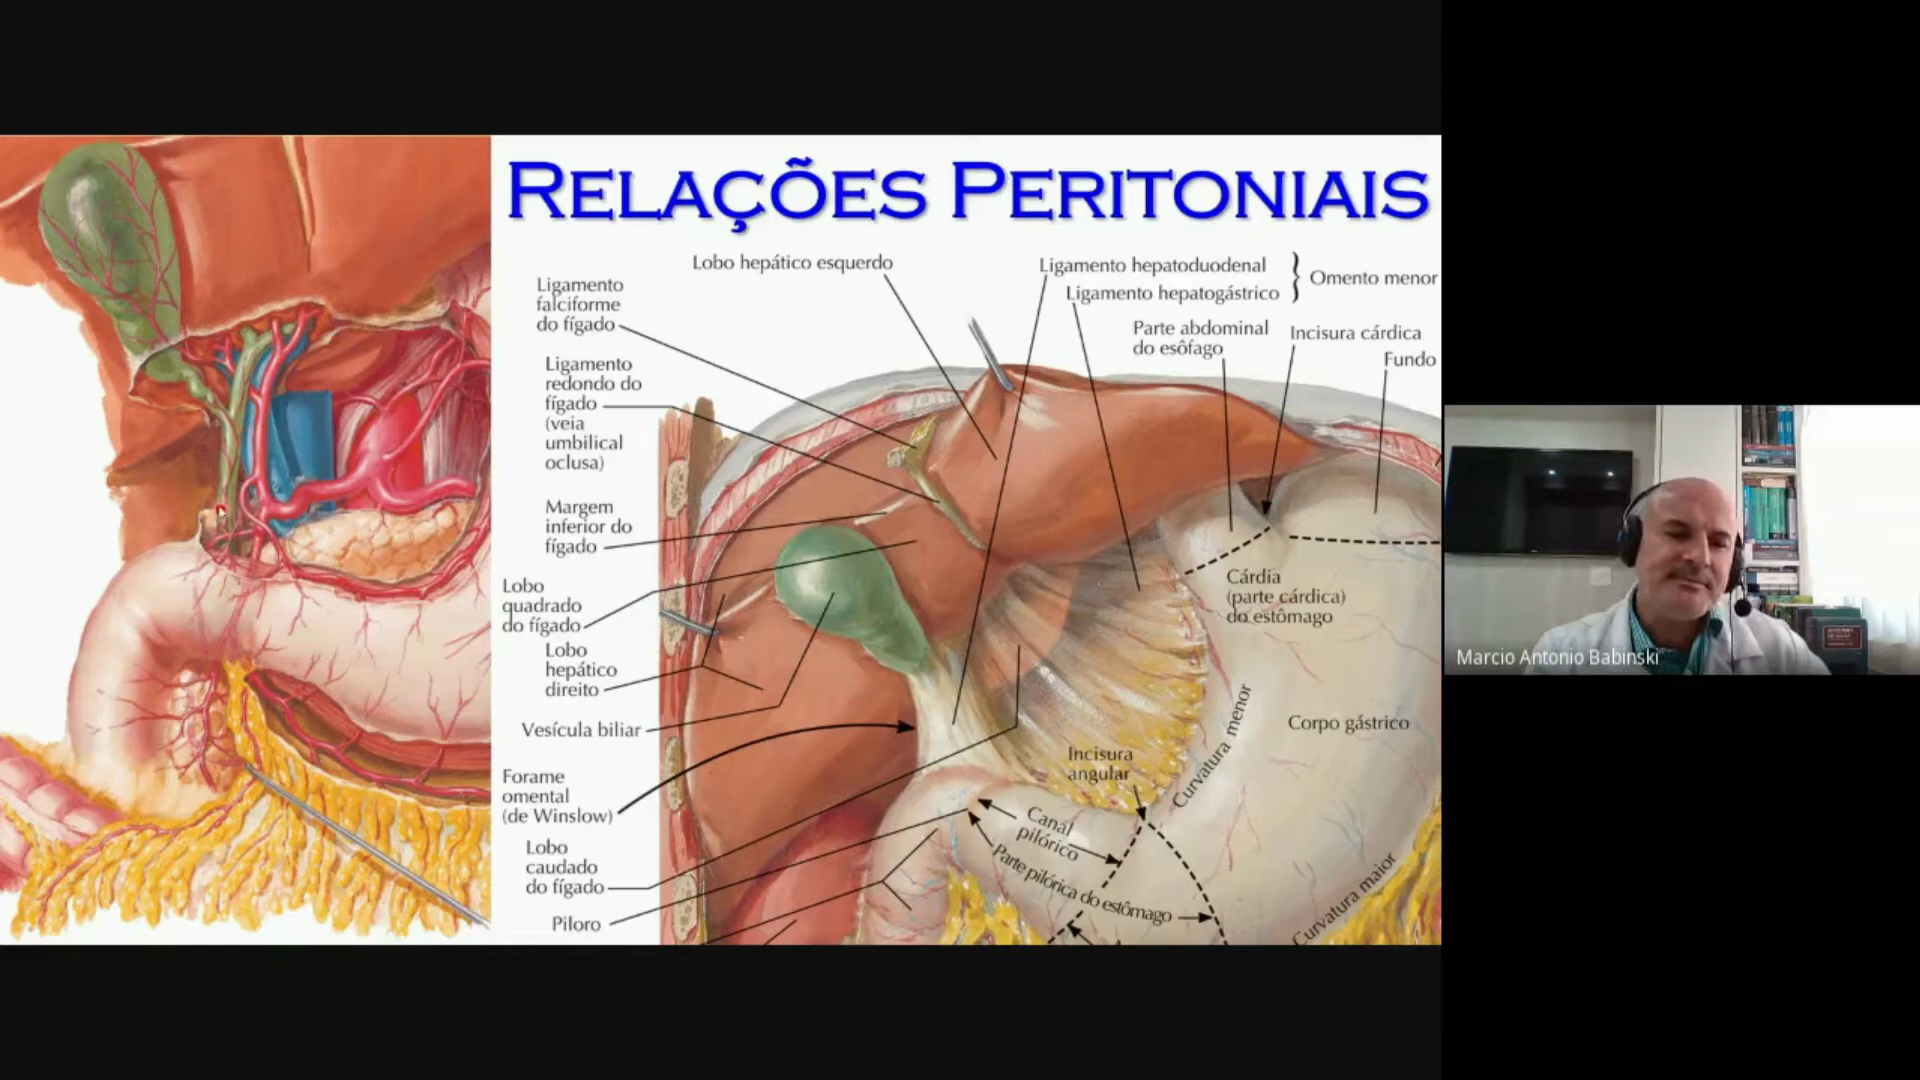 RELAÇÕES PERITONIAIS
Lobo hepático esquerdo
Ligamento hepatoduodenal
Ligamento hepatogástrico
Omento menor
Ligamento
falciforme
do fígado
Parte abdominal
do esôfago
Incisura cárdica
Fundo
Ligamento
redondo do
fígado
(veia
umbilical
oclusa)
Margem
inferior do
fígado
Lobo
quadrado
do fígado
Lobo
hepático
direito
Vesícula biliar
Forame
omental
(de Winslow)
Lobo
caudado
do fígado
Piloro
Cárdia
(parte cárdica)
do estômago
Curvatura menor
Corpo gástrico
Incisura
angular
Canal
pilórico
Parte pilórica do estômago
Curvatura maior
Marcio Antonio Babinski